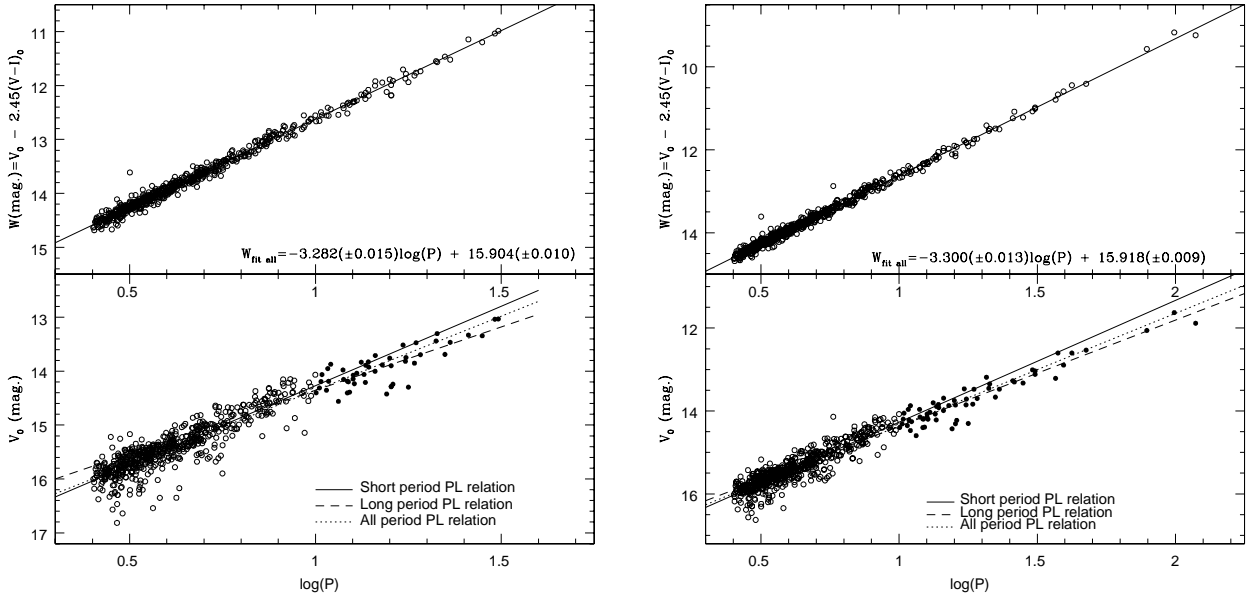 W(mag.)=V0 − 2.45(V−I)0
11
12
13
14
15
Wfit all=−3.282(±0.015)log(P) + 15.904(±0.010)
0.5
1
1.5
V0 (mag.)
13
14
15
16
17
Short period PL relation
Long period PL relation
All period PL relation
0.5
1
1.5
log(P)
W(mag.)=V0 − 2.45(V−I)0
10
12
14
Wfit all=−3.300(±0.013)log(P) + 15.918(±0.009)
0.5
1
1.5
2
V0 (mag.)
12
14
16
Short period PL relation
Long period PL relation
All period PL relation
0.5
1
1.5
2
log(P)